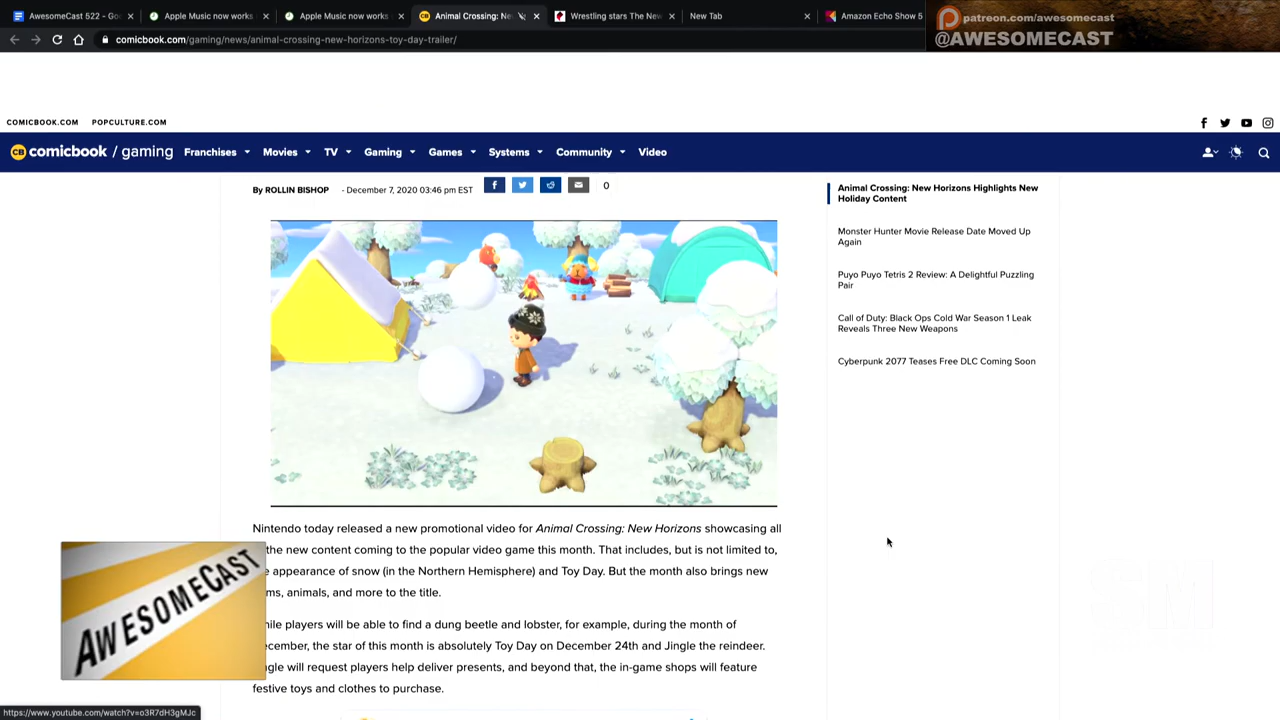 AwesomeCast 522 - Go
Apple Music now works
Apple Music now works
Animal Crossing: Ne
Wrestling stars The New
New Tab
Amazon Echo Show 5
patreon.com/awesomecast
@AWESOMECAST
comicbook.com/gaming/news/animal-crossing-new-horizons-toy-day-trailer/
COMICBOOK.COM POPCULTURE.COM
CB comicbook / gaming Franchises Movies TV Gaming Games Systems Community Video
By ROLLIN BISHOP - December 7, 2020 03:46 pm EST 0
Nintendo today released a new promotional video for Animal Crossing: New Horizons showcasing all
the new content coming to the popular video game this month. That includes, but is not limited to,
appearance of snow (in the Northern Hemisphere) and Toy Day. But the month also brings new
ms, animals, and more to the title.
hile players will be able to find a dung beetle and lobster, for example, during the month of
ecember, the star of this month is absolutely Toy Day on December 24th and Jingle the reindeer.
gle will request players help deliver presents, and beyond that, the in-game shops will feature
festive toys and clothes to purchase.
Animal Crossing: New Horizons Highlights New
Holiday Content
Monster Hunter Movie Release Date Moved Up
Again
Puyo Puyo Tetris 2 Review: A Delightful Puzzling
Pair
Call of Duty: Black Ops Cold War Season 1 Leak
Reveals Three New Weapons
Cyberpunk 2077 Teases Free DLC Coming Soon
AWESOMECAST
https://www.youtube.com/watch?v=o3R7dH3gMJc